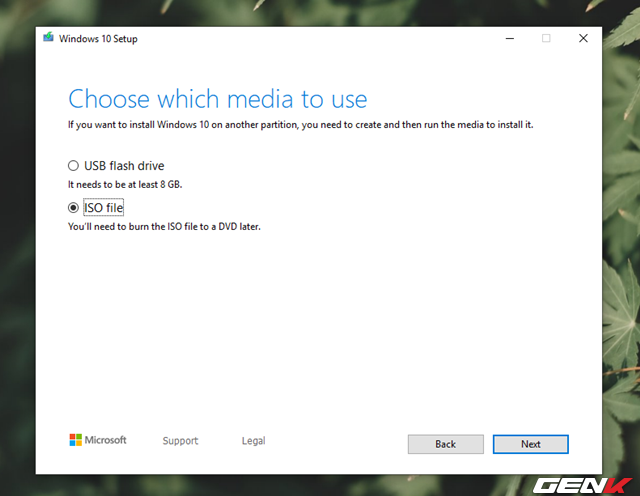 Windows 10 Setup
Choose which media to use
If you want to install Windows 10 on another partition, you need to create and then run the media to install it.
USB flash drive
It needs to be at least 8 GB.
ISO file
You'll need to burn the ISO file to a DVD later.
Microsoft
Support
Legal
Back
Next
GENK